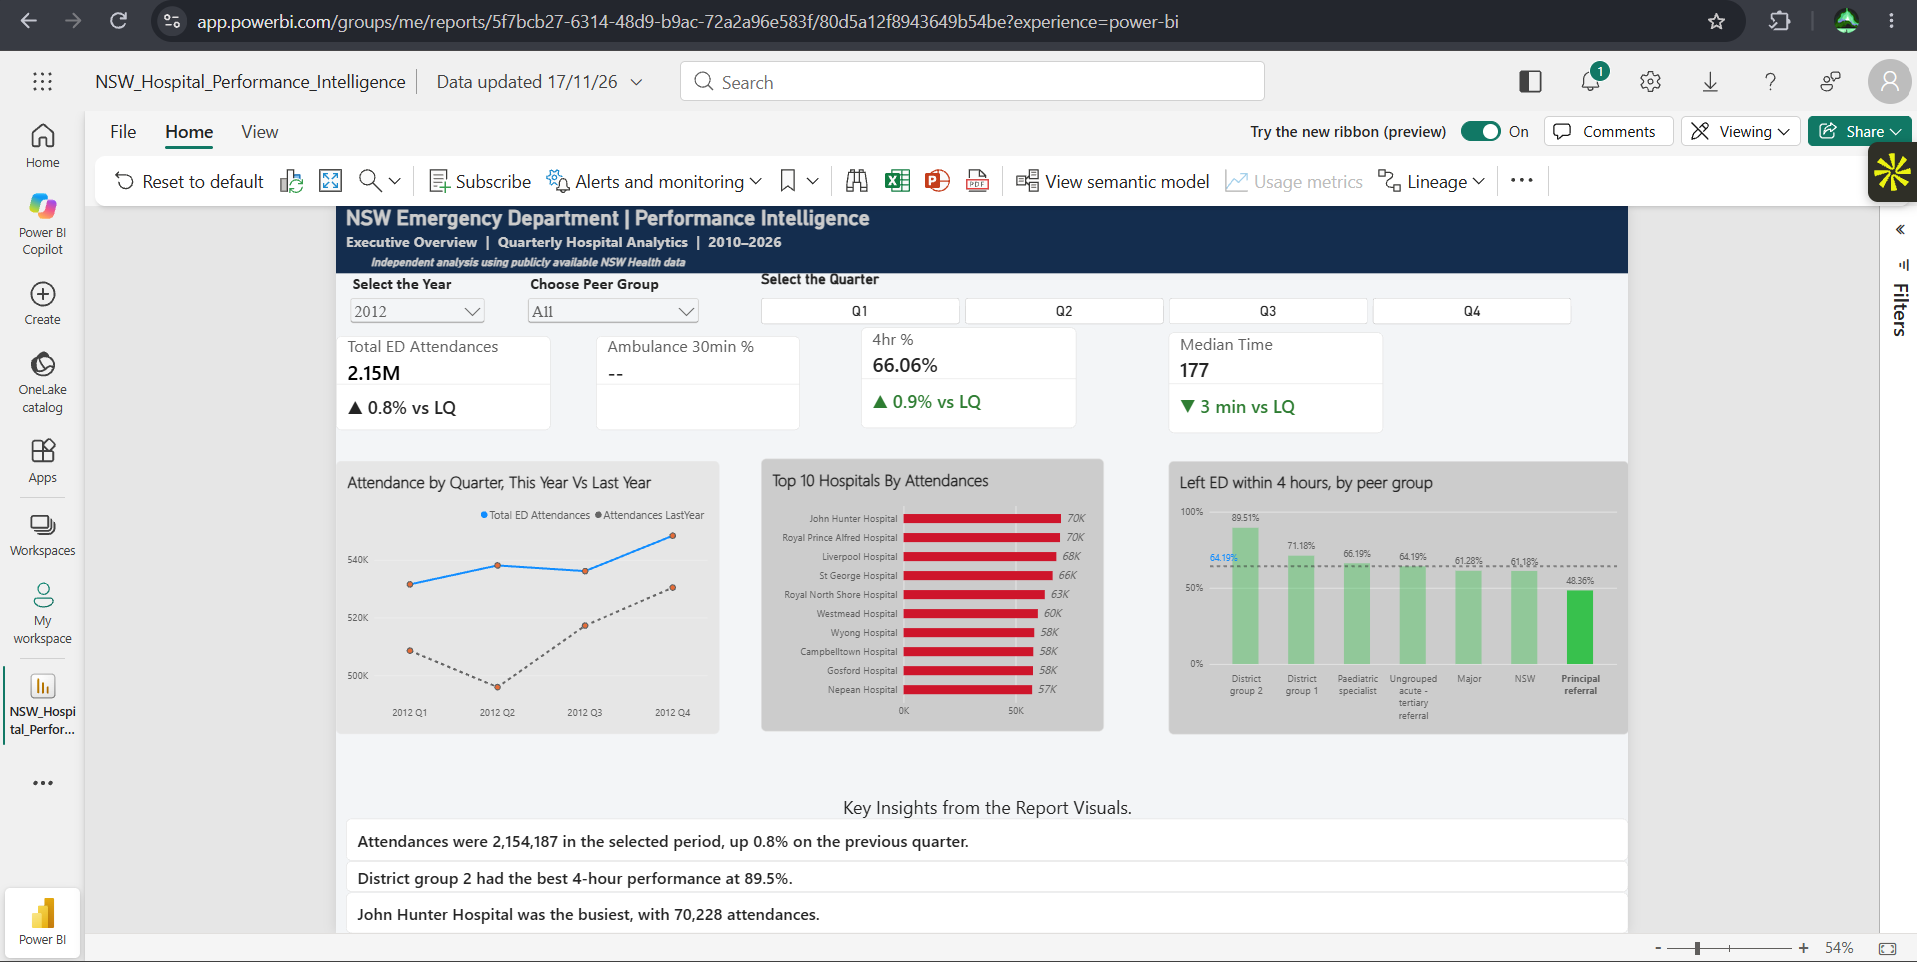 app.powerbi.com/groups/me/reports/5f7bcb27-6314-48d9-b9ac-72a2a96e583f/80d5a12f8943649b54be?experience=power-bi
NSW_Hospital_Performance_Intelligence
Data updated 17/11/26
Search
1
File
Home
View
Try the new ribbon (preview)
On
Comments
Viewing
Share
Reset to default
Subscribe
Alerts and monitoring
PDF
View semantic model
Usage metrics
Lineage
Home
Power BI
Copilot
Create
OneLake
catalog
Apps
Workspaces
My
workspace
NSW_Hospi
tal_Perfor...
Power BI
NSW Emergency Department | Performance Intelligence
Executive Overview | Quarterly Hospital Analytics | 2010–2026
Independent analysis using publicly available NSW Health data
Select the Year
2012
Choose Peer Group
All
Select the Quarter
Q1
Q2
Q3
Q4
Total ED Attendances
2.15M
▲ 0.8% vs LQ
Ambulance 30min %
--
4hr %
66.06%
▲ 0.9% vs LQ
Median Time
177
▼ 3 min vs LQ
Attendance by Quarter, This Year Vs Last Year
Total ED Attendances
Attendances LastYear
540K
520K
500K
2012 Q1
2012 Q2
2012 Q3
2012 Q4
Top 10 Hospitals By Attendances
John Hunter Hospital 70K
Royal Prince Alfred Hospital 70K
Liverpool Hospital 68K
St George Hospital 66K
Royal North Shore Hospital 63K
Westmead Hospital 60K
Wyong Hospital 58K
Campbelltown Hospital 58K
Gosford Hospital 58K
Nepean Hospital 57K
0K
50K
Left ED within 4 hours, by peer group
100%
50%
0%
64.19%
89.51%
71.18%
66.19%
64.19%
61.28%
61.18%
48.36%
District
group 2
District
group 1
Paediatric
specialist
Ungrouped
acute -
tertiary
referral
Major
NSW
Principal
referral
Filters
Key Insights from the Report Visuals.
Attendances were 2,154,187 in the selected period, up 0.8% on the previous quarter.
District group 2 had the best 4-hour performance at 89.5%.
John Hunter Hospital was the busiest, with 70,228 attendances.
- + 54%